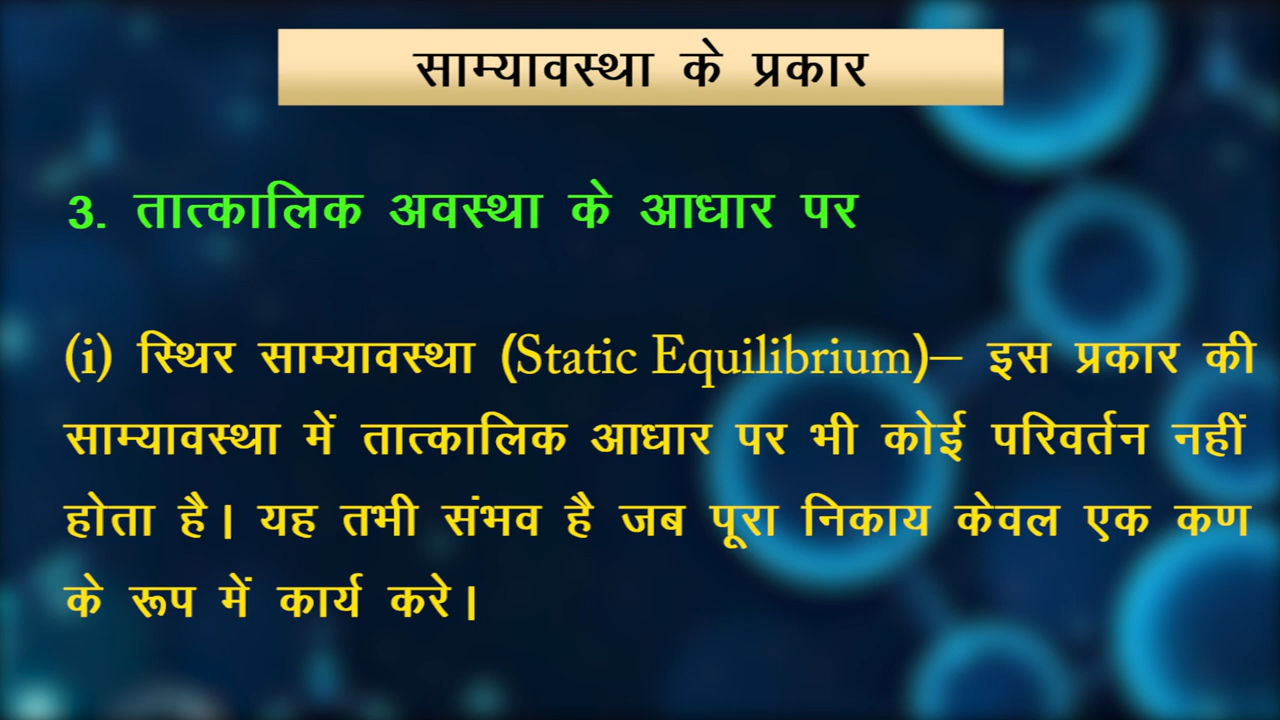 साम्यावस्था के प्रकार
3. तात्कालिक अवस्था के आधार पर
(i) स्थिर साम्यावस्था (Static Equilibrium)– इस प्रकार की
साम्यावस्था में तात्कालिक आधार पर भी कोई परिवर्तन नहीं
होता है। यह तभी संभव है जब पूरा निकाय केवल एक कण
के रूप में कार्य करे।